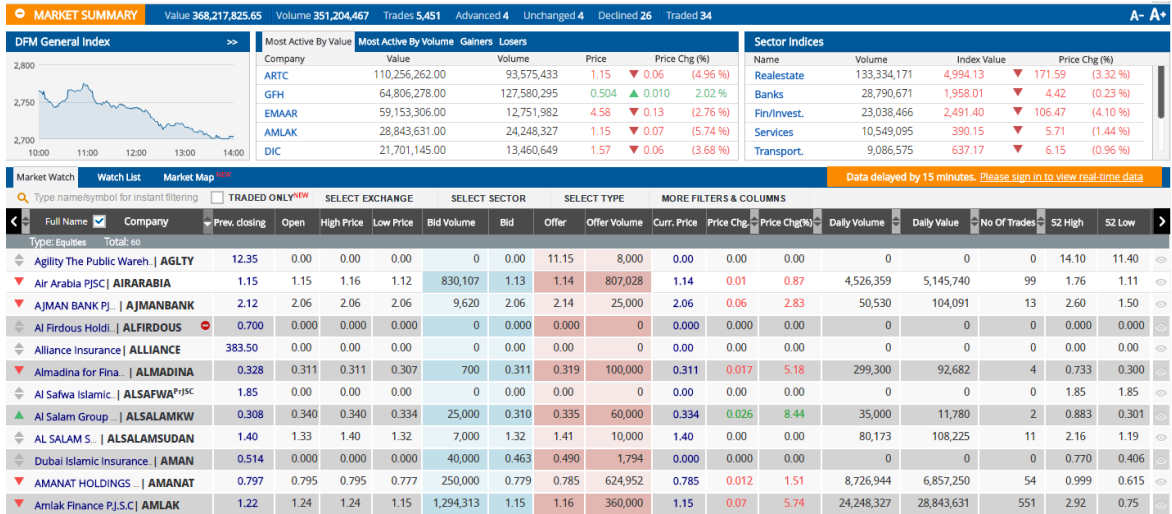 MARKET SUMMARY Value 368,217,825.65 Volume 351,204,467 Trades 5,451 Advanced 4 Unchanged 4 Declined 26 Traded 34 A- A+
DFM General Index >>
2,800
2,750
2,700
10:00 11:00 12:00 13:00 14:00
Most Active By Value Most Active By Volume Gainers Losers
Company Value Volume Price Price Chg (%)
ARTC 110,256,262.00 93,575,433 1.15 0.06 (4.96 %)
GFH 64,806,278.00 127,580,295 0.504 0.010 2.02 %
EMAAR 59,153,306.00 12,751,982 4.58 0.13 (2.76 %)
AMLAK 28,843,631.00 24,248,327 1.15 0.07 (5.74 %)
DIC 21,701,145.00 13,460,649 1.57 0.06 (3.68 %)
Sector Indices
Name Volume Index Value Price Chg (%)
Realestate 133,334,171 4,994.13 171.59 (3.32 %)
Banks 28,790,671 1,958.01 4.42 (0.23 %)
Fin/Invest. 23,038,466 2,491.40 106.47 (4.10 %)
Services 10,549,095 390.15 5.71 (1.44 %)
Transport. 9,086,575 637.17 6.15 (0.96 %)
Market Watch Watch List Market Map NEW Data delayed by 15 minutes. Please sign in to view real-time data
Type name/symbol for instant filtering TRADED ONLY NEW SELECT EXCHANGE SELECT SECTOR SELECT TYPE MORE FILTERS & COLUMNS
Full Name Company Prev. closing Open High Price Low Price Bid Volume Bid Offer Offer Volume Curr. Price Price Chg. Price Chg(%) Daily Volume Daily Value No Of Trades 52 High 52 Low
Type: Equities Total: 60
Agility The Public Wareh..| AGLTY 12.35 0.00 0.00 0.00 0 0.00 11.15 8,000 0.00 0.00 0.00 0 0 0 14.10 11.40
Air Arabia PJSC| AIRARABIA 1.15 1.15 1.16 1.12 830,107 1.13 1.14 807,028 1.14 0.01 0.87 4,526,359 5,145,740 99 1.76 1.11
AJMAN BANK PJ...| AJMANBANK 2.12 2.06 2.06 2.06 9,620 2.06 2.14 25,000 2.06 0.06 2.83 50,530 104,091 13 2.60 1.50
Al Firdous Holdi..| ALFIRDOUS 0.700 0.000 0.000 0.000 0 0.000 0.000 0 0.000 0.000 0.00 0 0 0 0.000 0.000
Alliance Insurance| ALLIANCE 383.50 0.00 0.00 0.00 0 0.00 0.00 0 0.00 0.00 0.00 0 0 0 0.00 0.00
Almadina for Fina...| ALMADINA 0.328 0.311 0.311 0.307 700 0.311 0.319 100,000 0.311 0.017 5.18 299,300 92,682 4 0.733 0.300
Al Safwa Islamic..| ALSAFWA PrJSC 1.85 0.00 0.00 0.00 0 0.00 0.00 0 0.00 0.00 0.00 0 0 0 1.85 1.85
Al Salam Group ...| ALSALAMKW 0.308 0.340 0.340 0.334 25,000 0.310 0.335 60,000 0.334 0.026 8.44 35,000 11,780 2 0.883 0.301
AL SALAM S...| ALSALAMSUDAN 1.40 1.33 1.40 1.32 7,000 1.32 1.41 10,000 1.40 0.00 0.00 80,173 108,225 11 2.16 1.19
Dubai Islamic Insurance..| AMAN 0.514 0.000 0.000 0.000 40,000 0.463 0.490 1,794 0.000 0.000 0.00 0 0 0 0.770 0.406
AMANAT HOLDINGS ...| AMANAT 0.797 0.795 0.795 0.777 250,000 0.779 0.785 624,952 0.785 0.012 1.51 8,726,944 6,857,250 54 0.999 0.615
Amlak Finance P.J.S.C| AMLAK 1.22 1.24 1.24 1.15 1,294,313 1.15 1.16 360,000 1.15 0.07 5.74 24,248,327 28,843,631 551 2.92 0.75